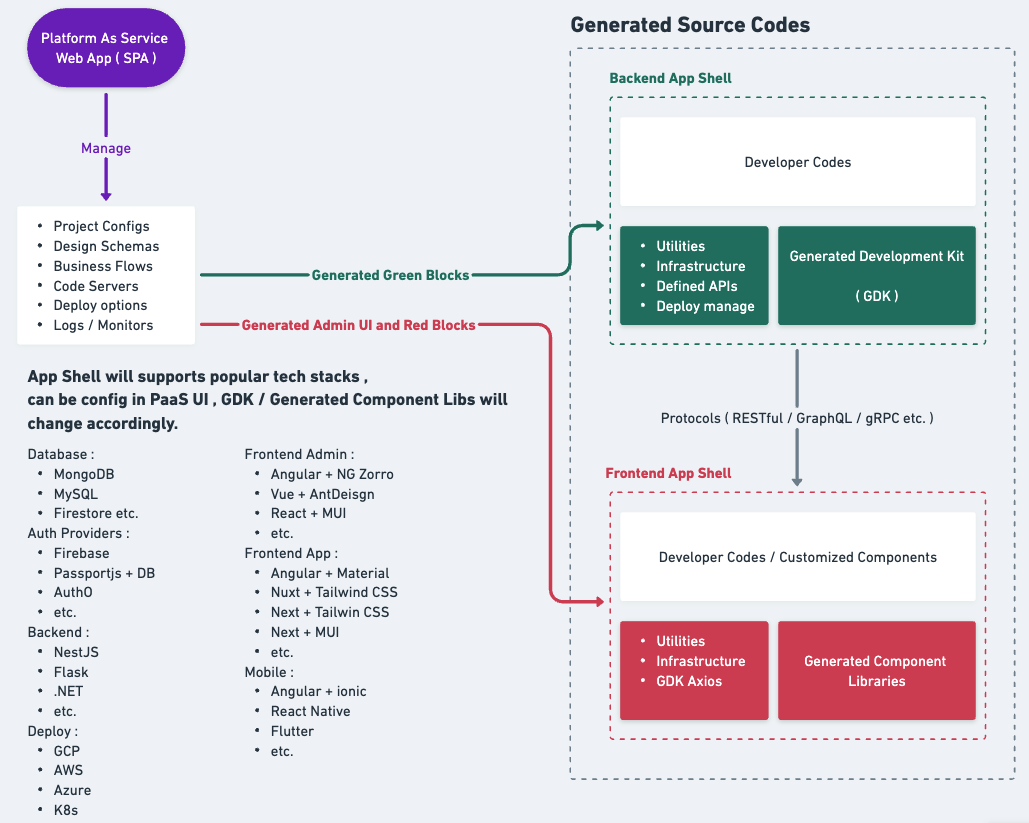 Platform As Service
Web App ( SPA )
Manage
• Project Configs
• Design Schemas
• Business Flows
• Code Servers
• Deploy options
• Logs / Monitors
Generated Green Blocks
Generated Admin UI and Red Blocks
App Shell will supports popular tech stacks ,
can be config in PaaS UI , GDK / Generated Component Libs will
change accordingly.
Database :
• MongoDB
• MySQL
• Firestore etc.
Auth Providers :
• Firebase
• Passportjs + DB
• AuthO
• etc.
Backend :
• NestJS
• Flask
• .NET
• etc.
Deploy :
• GCP
• AWS
• Azure
• K8s
Frontend Admin :
• Angular + NG Zorro
• Vue + AntDeisgn
• React + MUI
• etc.
Frontend App :
• Angular + Material
• Nuxt + Tailwind CSS
• Next + Tailwin CSS
• Next + MUI
• etc.
Mobile :
• Angular + ionic
• React Native
• Flutter
• etc.
Generated Source Codes
Backend App Shell
Developer Codes
• Utilities
• Infrastructure
• Defined APIs
• Deploy manage
Generated Development Kit
( GDK )
Protocols ( RESTful / GraphQL / gRPC etc. )
Frontend App Shell
Developer Codes / Customized Components
• Utilities
• Infrastructure
• GDK Axios
Generated Component
Libraries